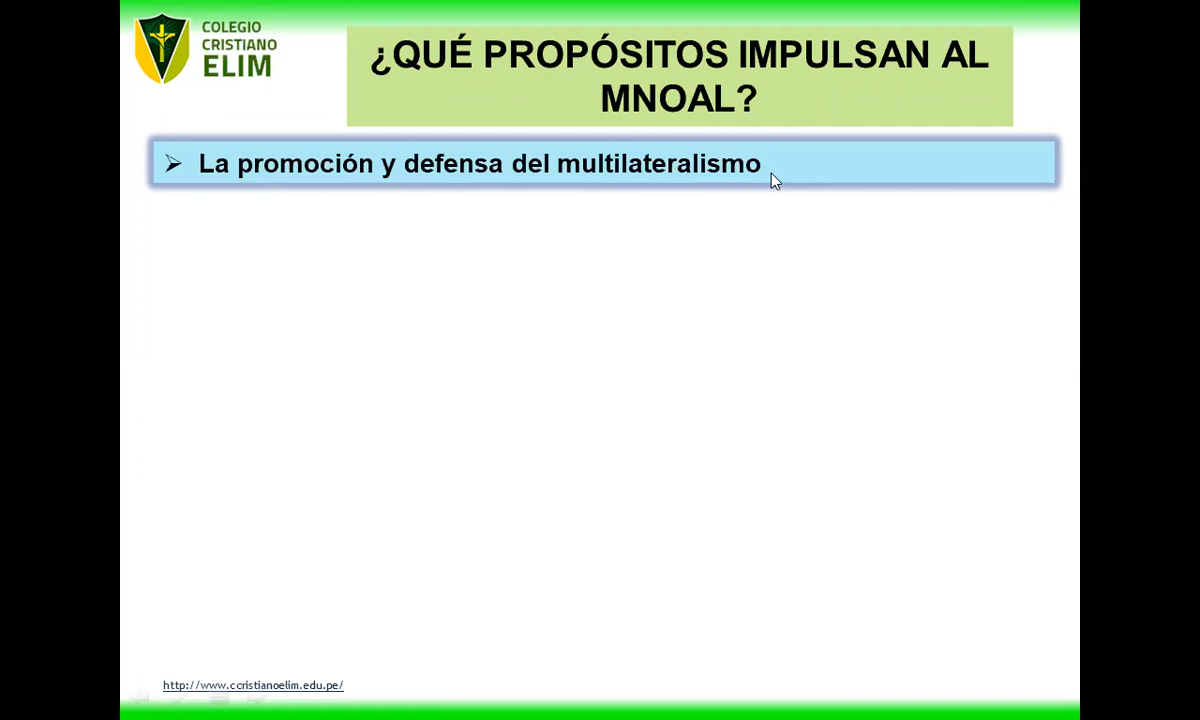 COLEGIO
CRISTIANO
ELIM
¿QUÉ PROPÓSITOS IMPULSAN AL
MNOAL?
➢ La promoción y defensa del multilateralismo
http://www.ccristianoelim.edu.pe/